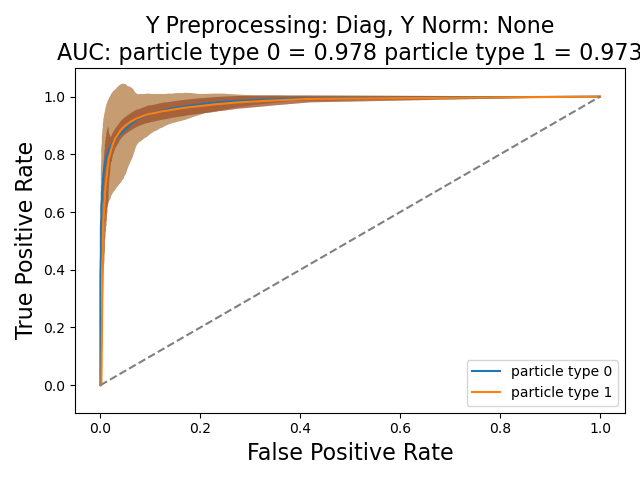 Y Preprocessing: Diag, Y Norm: None
AUC: particle type 0 = 0.978 particle type 1 = 0.973
True Positive Rate
1.0
0.8
0.6
0.4
0.2
0.0
particle type 0
particle type 1
0.0 0.2 0.4 0.6 0.8 1.0
False Positive Rate